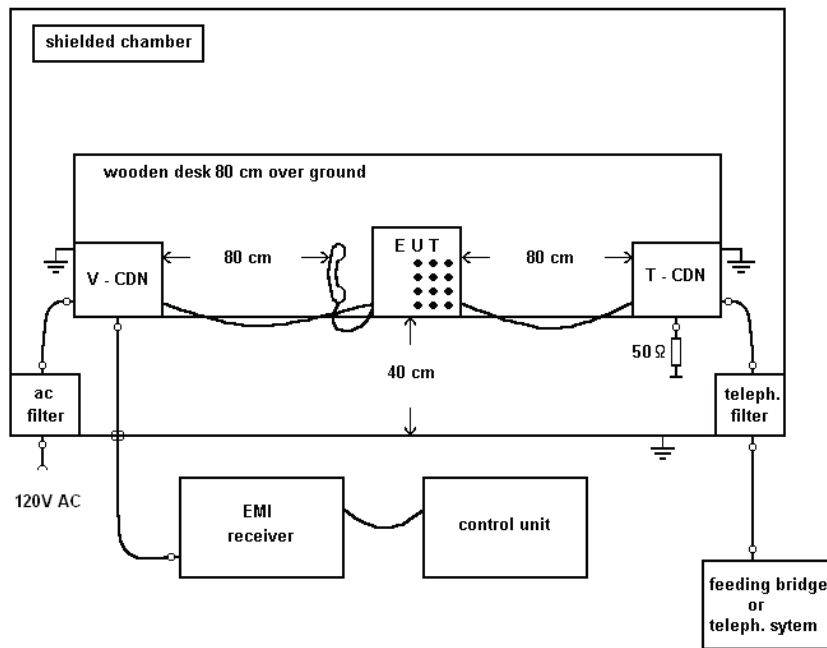 shielded chamber
wooden desk 80 cm over ground
V - CDN
80 cm
E U T
80 cm
T - CDN
50 Ω
40 cm
ac
filter
teleph.
filter
120V AC
EMI
receiver
control unit
feeding bridge
or
teleph. sytem